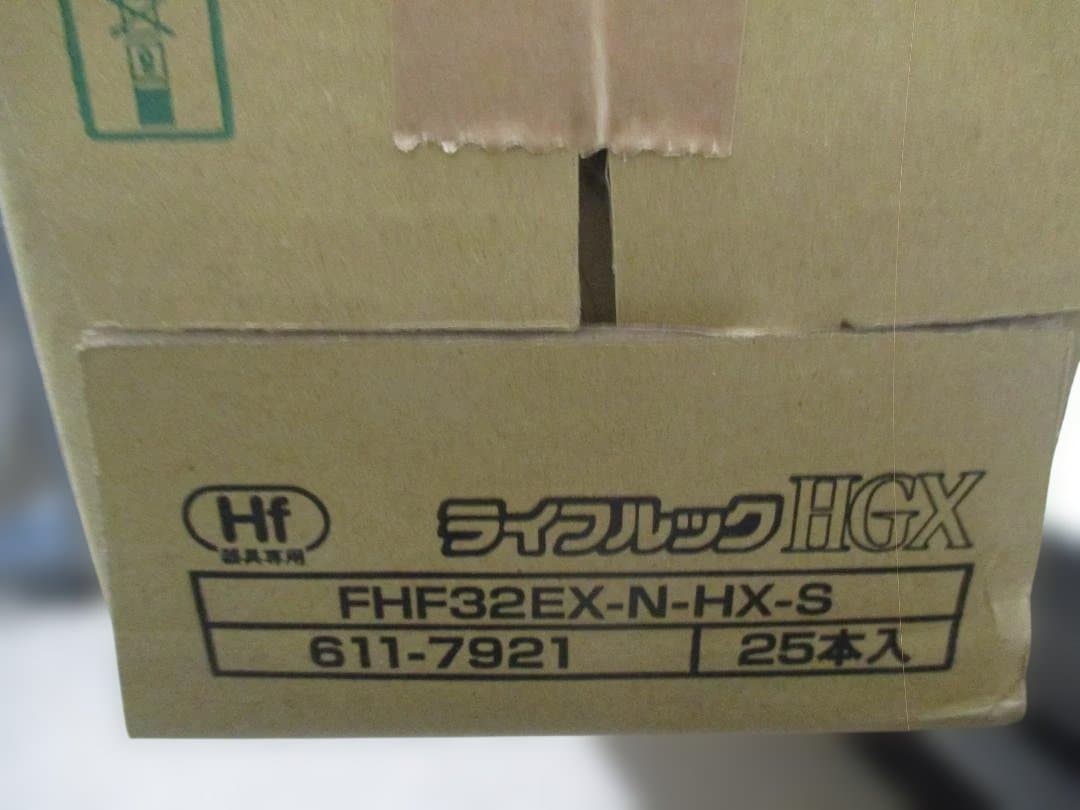 Hf
器具専用
ライフルックHGX
FHF32EX-N-HX-S
611-7921
25本入